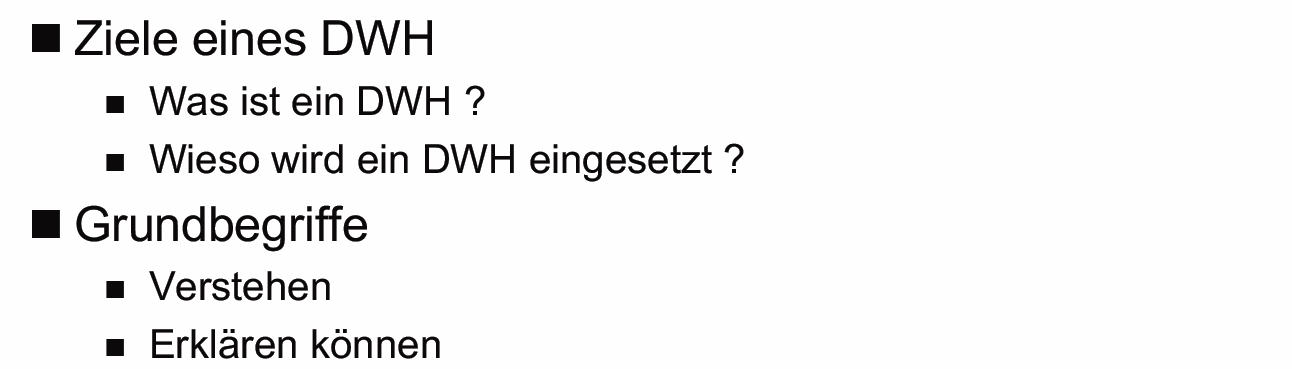 ■ Ziele eines DWH
■ Was ist ein DWH ?
■ Wieso wird ein DWH eingesetzt ?
■ Grundbegriffe
■ Verstehen
■ Erklären können